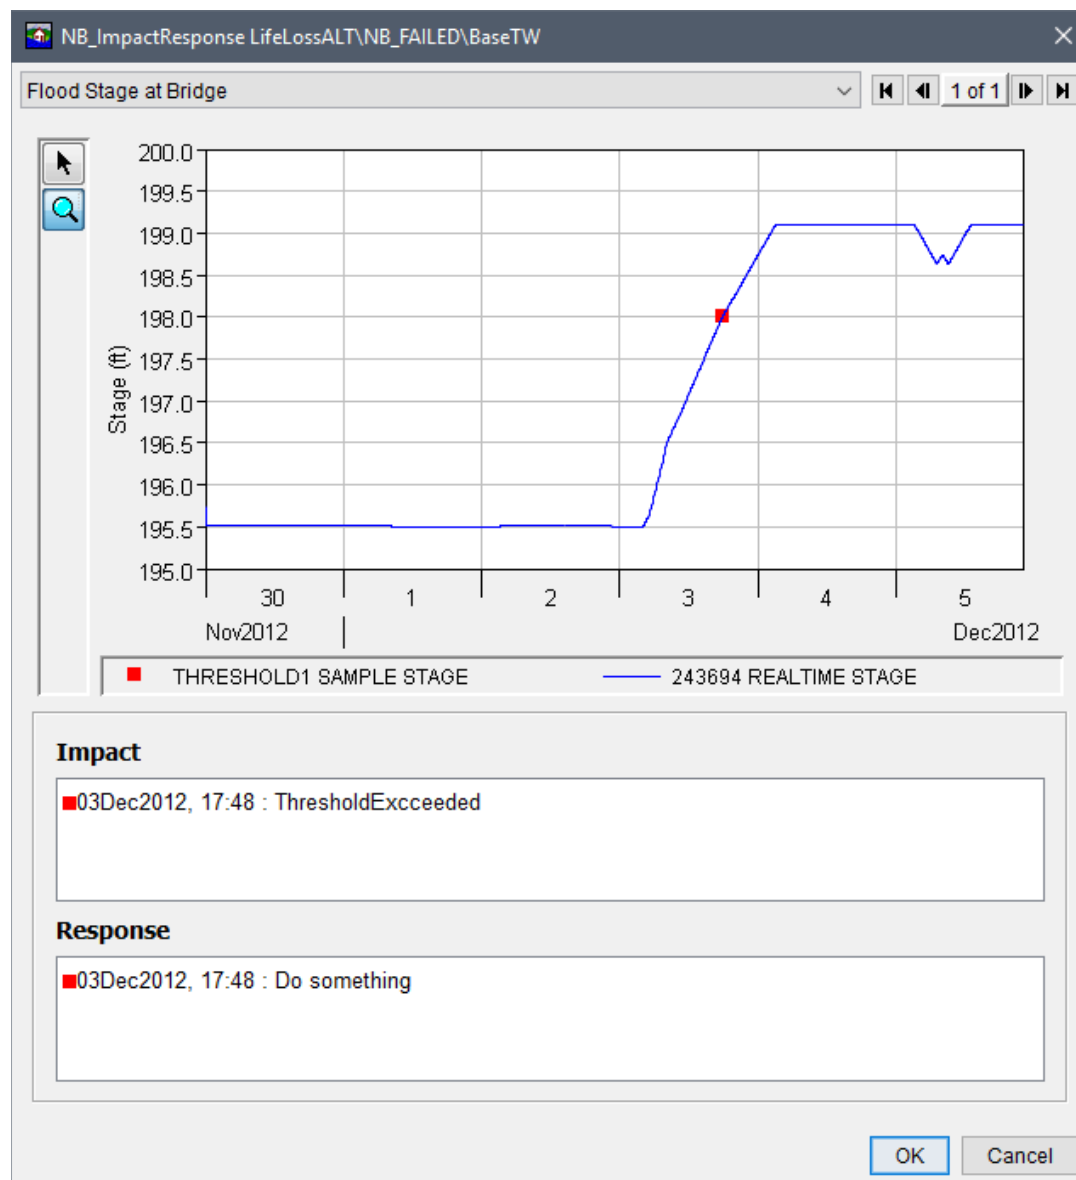 NB_ImpactResponse LifeLossALT\NB_FAILED\BaseTW
Flood Stage at Bridge
1 of 1
200.0
199.5
199.0
198.5
198.0
197.5
197.0
196.5
196.0
195.5
195.0
Stage (ft)
30 1 2 3 4 5
Nov2012 Dec2012
THRESHOLD1 SAMPLE STAGE 243694 REALTIME STAGE
Impact
03Dec2012, 17:48 : ThresholdExcceeded
Response
03Dec2012, 17:48 : Do something
OK Cancel